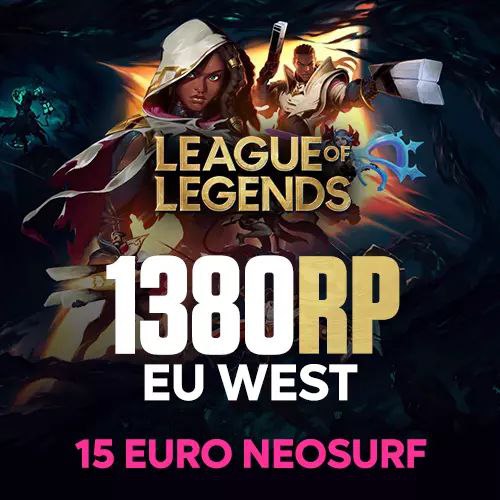 LEAGUE OF
LEGENDS
1380RP
EU WEST
15 EURO NEOSURF